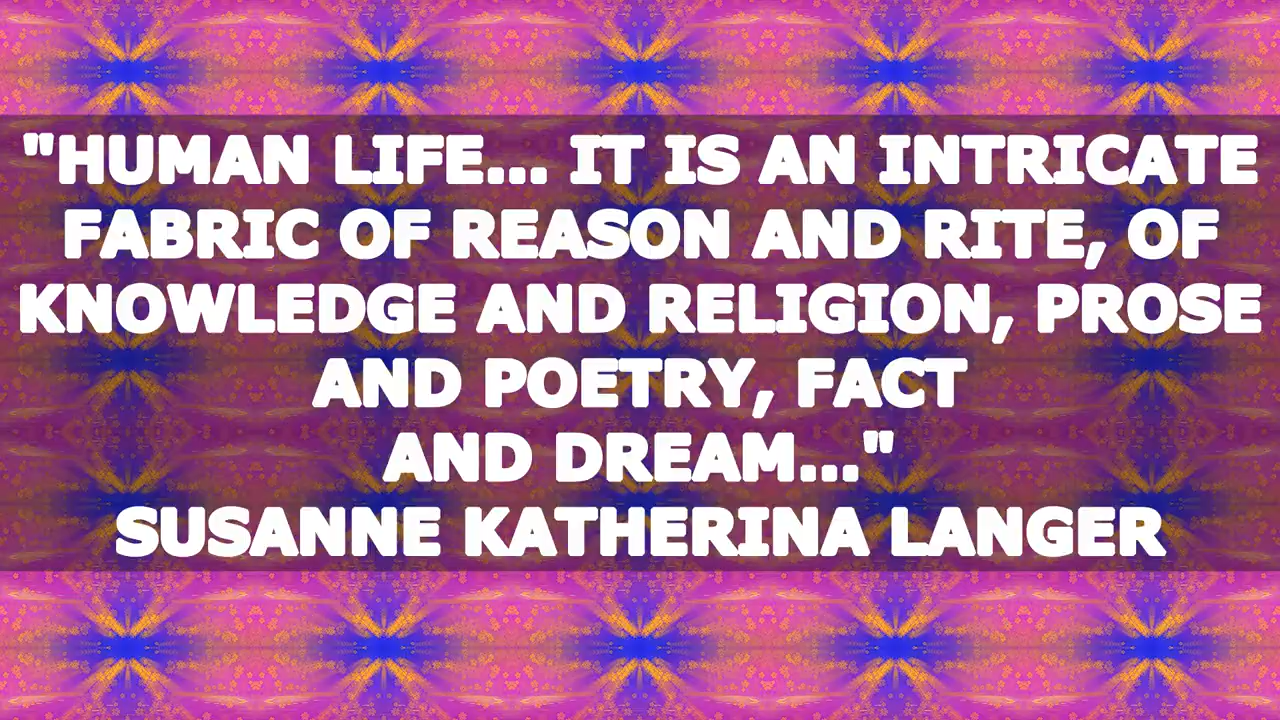 "HUMAN LIFE... IT IS AN INTRICATE
FABRIC OF REASON AND RITE, OF
KNOWLEDGE AND RELIGION, PROSE
AND POETRY, FACT
AND DREAM..."
SUSANNE KATHERINA LANGER